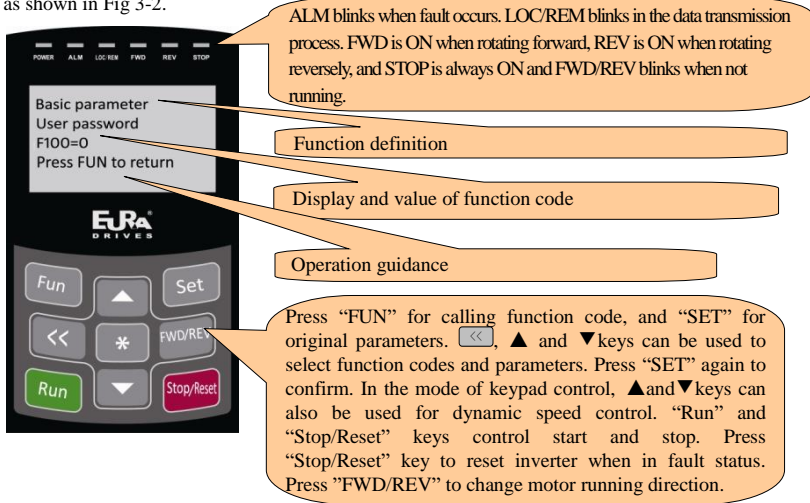 as shown in Fig 3-2.
ALM blinks when fault occurs. LOC/REM blinks in the data transmission
process. FWD is ON when rotating forward, REV is ON when rotating
reversely, and STOP is always ON and FWD/REV blinks when not
running.
POWER ALM LOC/REM FWD REV STOP
Basic parameter
User password
F100=0
Press FUN to return
Function definition
Display and value of function code
Operation guidance
EURA
DRIVES
Fun
Set
<<
*
FWD/REV
Run
Stop/Reset
Press “FUN” for calling function code, and “SET” for
original parameters. <<, ▲ and ▼keys can be used to
select function codes and parameters. Press “SET” again to
confirm. In the mode of keypad control, ▲and▼keys can
also be used for dynamic speed control. “Run” and
“Stop/Reset” keys control start and stop. Press
“Stop/Reset” key to reset inverter when in fault status.
Press ”FWD/REV” to change motor running direction.